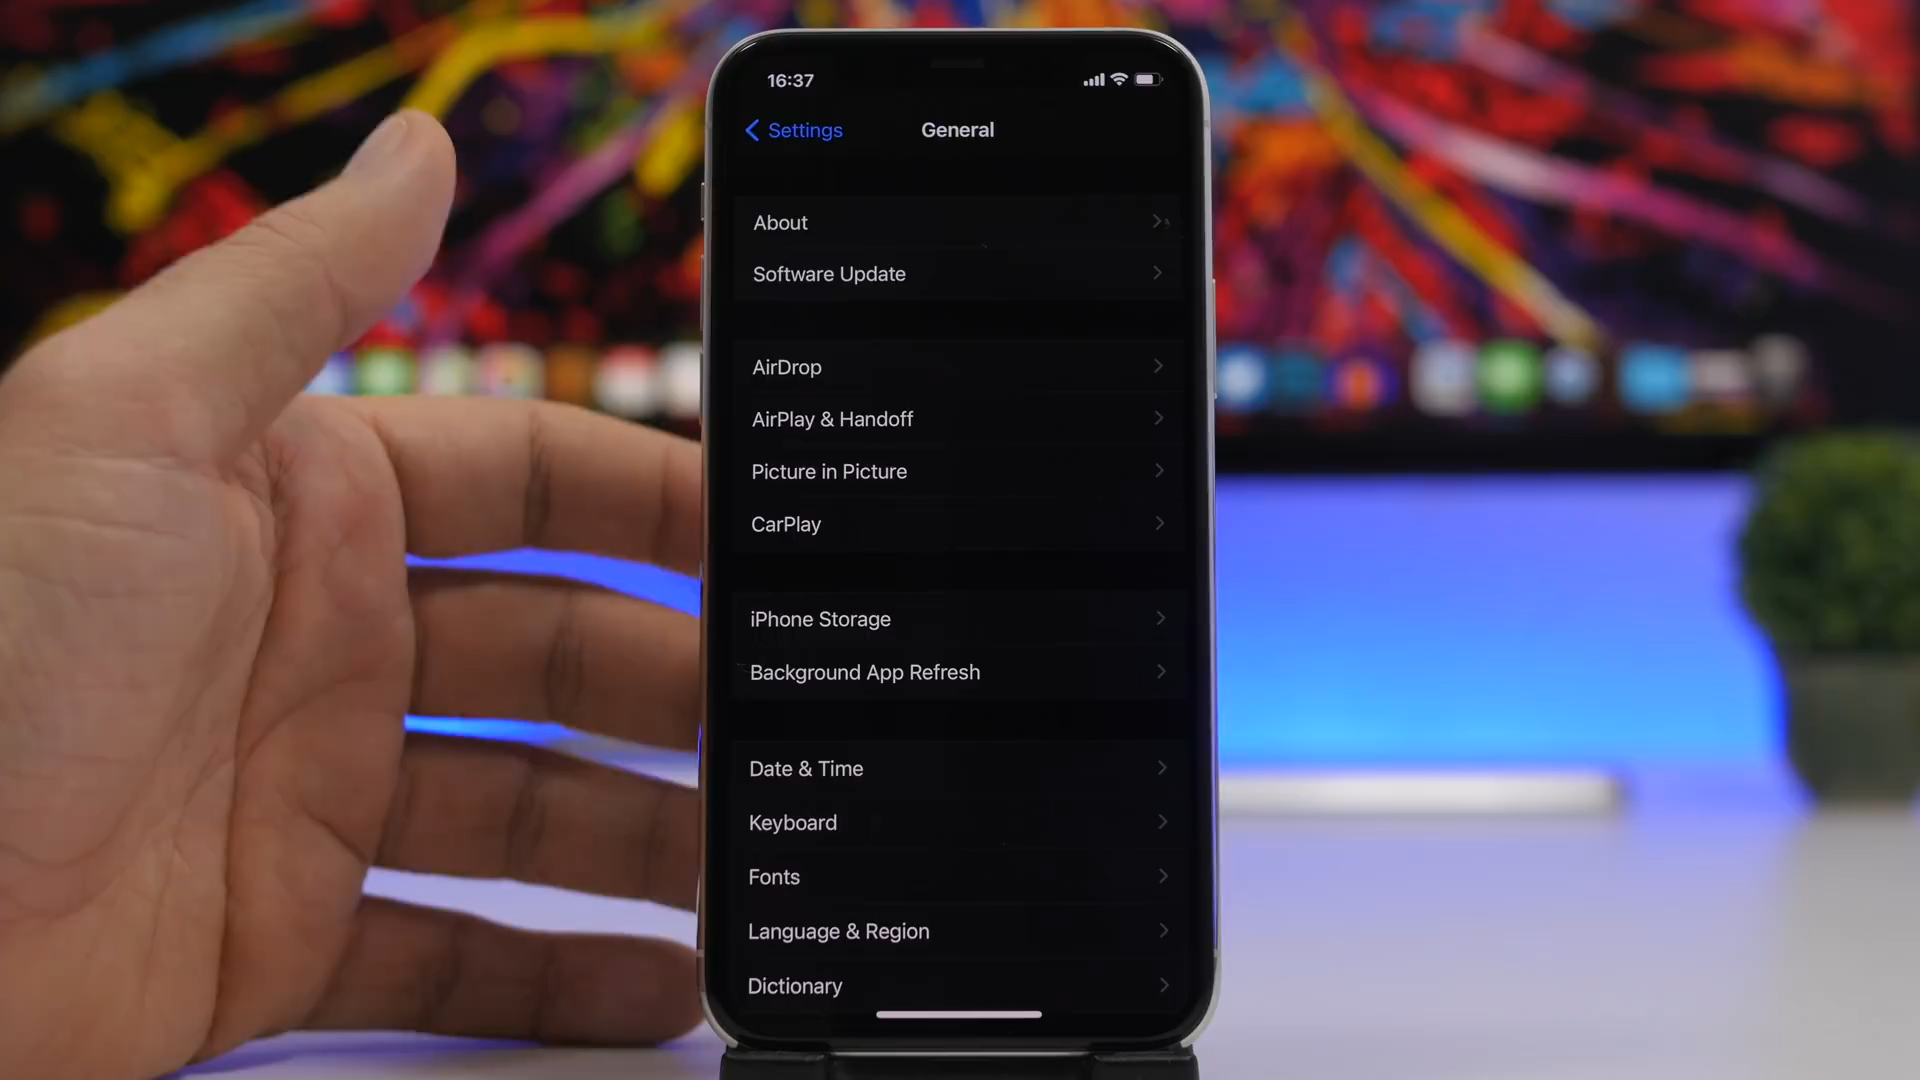 16:37
Settings
General
About
Software Update
AirDrop
AirPlay & Handoff
Picture in Picture
CarPlay
iPhone Storage
Background App Refresh
Date & Time
Keyboard
Fonts
Language & Region
Dictionary